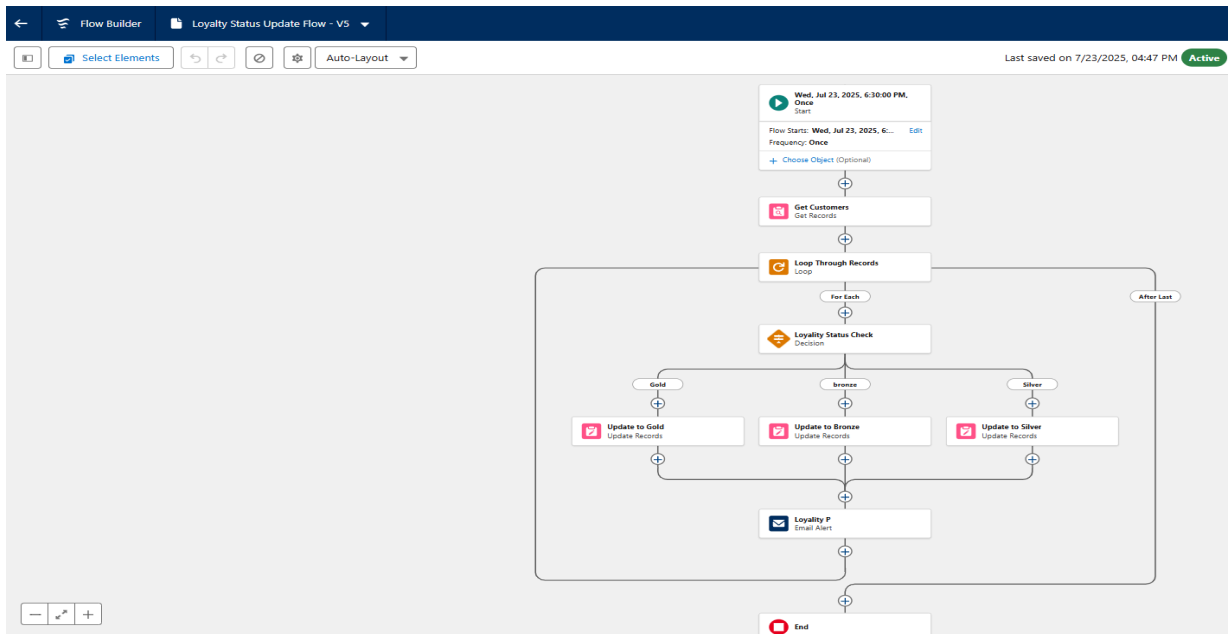 Flow Builder
Loyalty Status Update Flow - V5
Select Elements
Auto-Layout
Last saved on 7/23/2025, 04:47 PM
Active
Wed, Jul 23, 2025, 6:30:00 PM,
Once
Start
Flow Starts: Wed, Jul 23, 2025, 6:... Edit
Frequency: Once
+ Choose Object (Optional)
Get Customers
Get Records
Loop Through Records
Loop
For Each
After Last
Loyality Status Check
Decision
Gold
bronze
Silver
Update to Gold
Update Records
Update to Bronze
Update Records
Update to Silver
Update Records
Loyality P
Email Alert
End